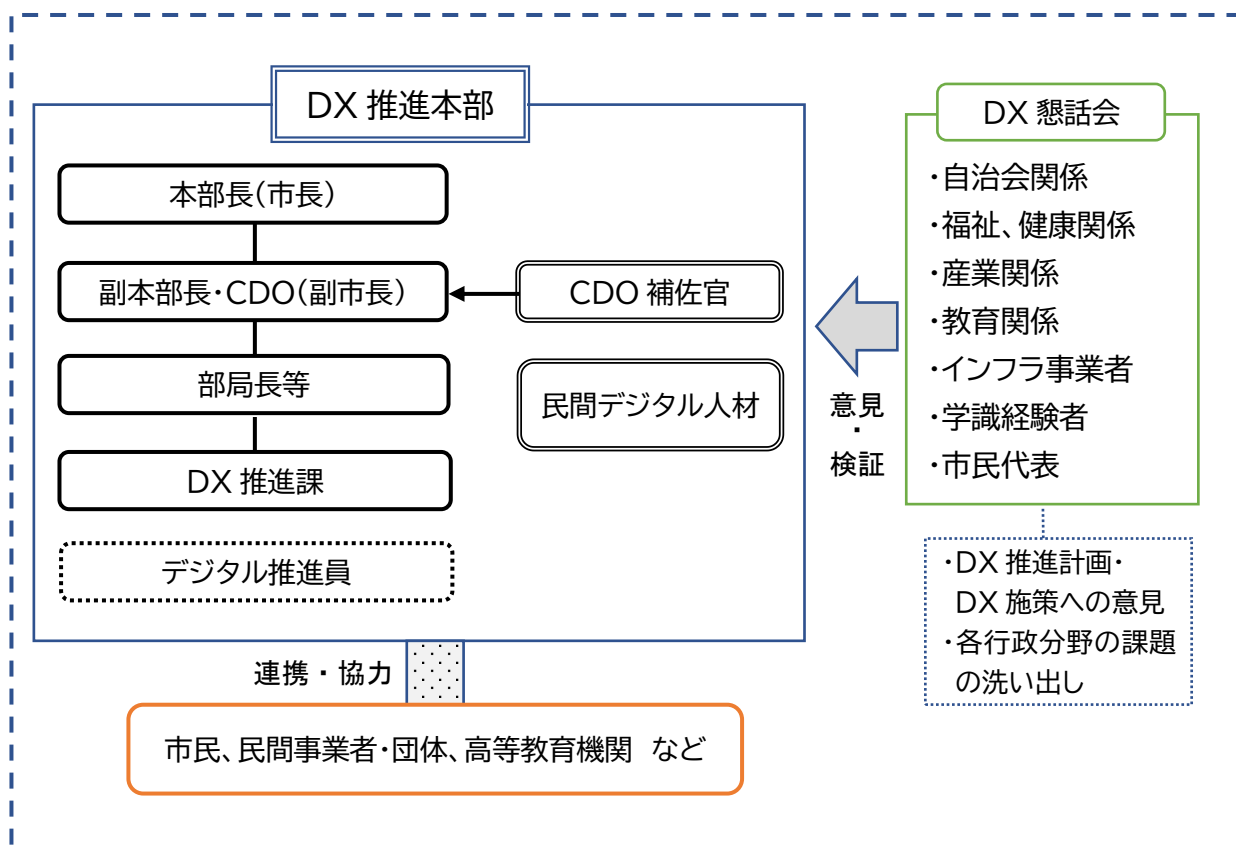 DX 推進本部
本部長(市長)
副本部長・CDO(副市長)
CDO 補佐官
部局長等
民間デジタル人材
DX 推進課
デジタル推進員
連携・協力
市民、民間事業者・団体、高等教育機関　など
意見
・
検証
DX 懇話会
・自治会関係
・福祉、健康関係
・産業関係
・教育関係
・インフラ事業者
・学識経験者
・市民代表
・DX 推進計画・
DX 施策への意見
・各行政分野の課題
の洗い出し